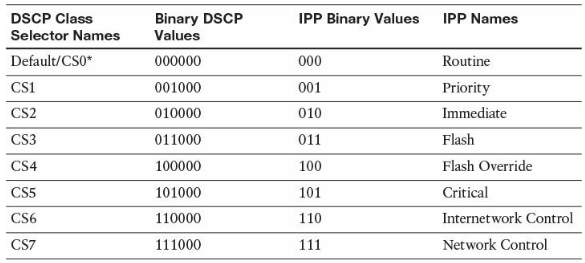 DSCP Class Selector Names Binary DSCP Values IPP Binary Values IPP Names
Default/CS0* 000000 000 Routine
CS1 001000 001 Priority
CS2 010000 010 Immediate
CS3 011000 011 Flash
CS4 100000 100 Flash Override
CS5 101000 101 Critical
CS6 110000 110 Internetwork Control
CS7 111000 111 Network Control